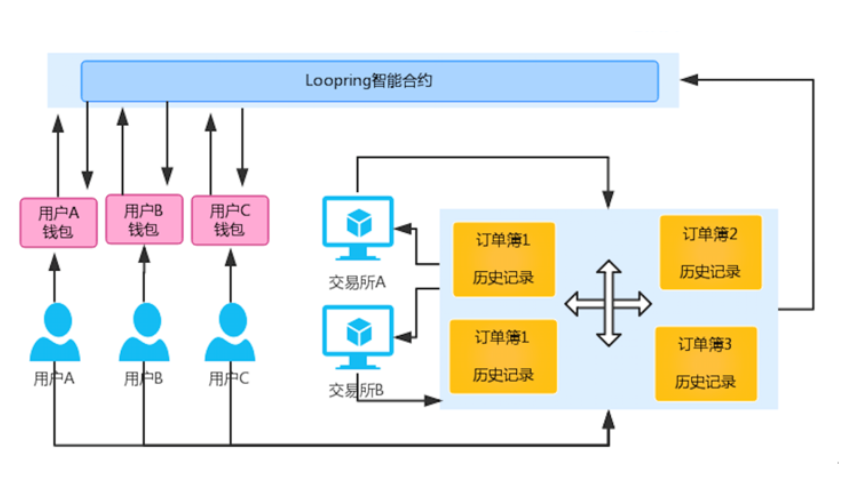 Loopring智能合约
用户A
钱包
用户B
钱包
用户C
钱包
订单簿1
历史记录
订单簿2
历史记录
交易所A
订单簿1
历史记录
订单簿3
历史记录
用户A
用户B
用户C
交易所B